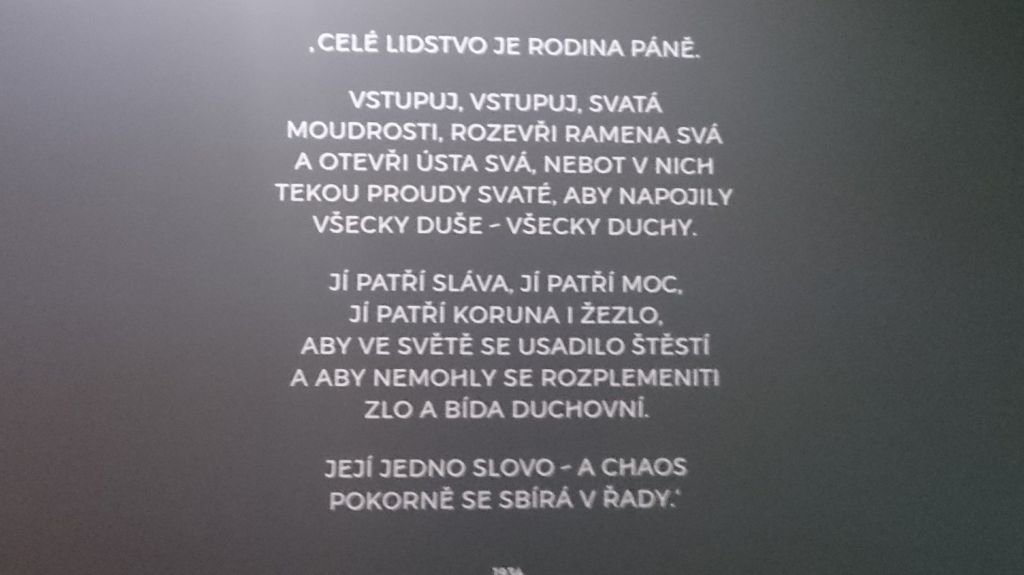 ‚CELÉ LIDSTVO JE RODINA PÁNĚ.
VSTUPUJ, VSTUPUJ, SVATÁ
MOUDROSTI, ROZEVŘI RAMENA SVÁ
A OTEVŘI ÚSTA SVÁ, NEBOT V NICH
TEKOU PROUDY SVATÉ, ABY NAPOJILY
VŠECKY DUŠE – VŠECKY DUCHY.
JÍ PATŘÍ SLÁVA, JÍ PATŘÍ MOC,
JÍ PATŘÍ KORUNA I ŽEZLO,
ABY VE SVĚTĚ SE USADILO ŠTĚSTÍ
A ABY NEMOHLY SE ROZPLEMENITI
ZLO A BÍDA DUCHOVNÍ.
JEJÍ JEDNO SLOVO – A CHAOS
POKORNĚ SE SBÍRÁ V ŘADY.‘